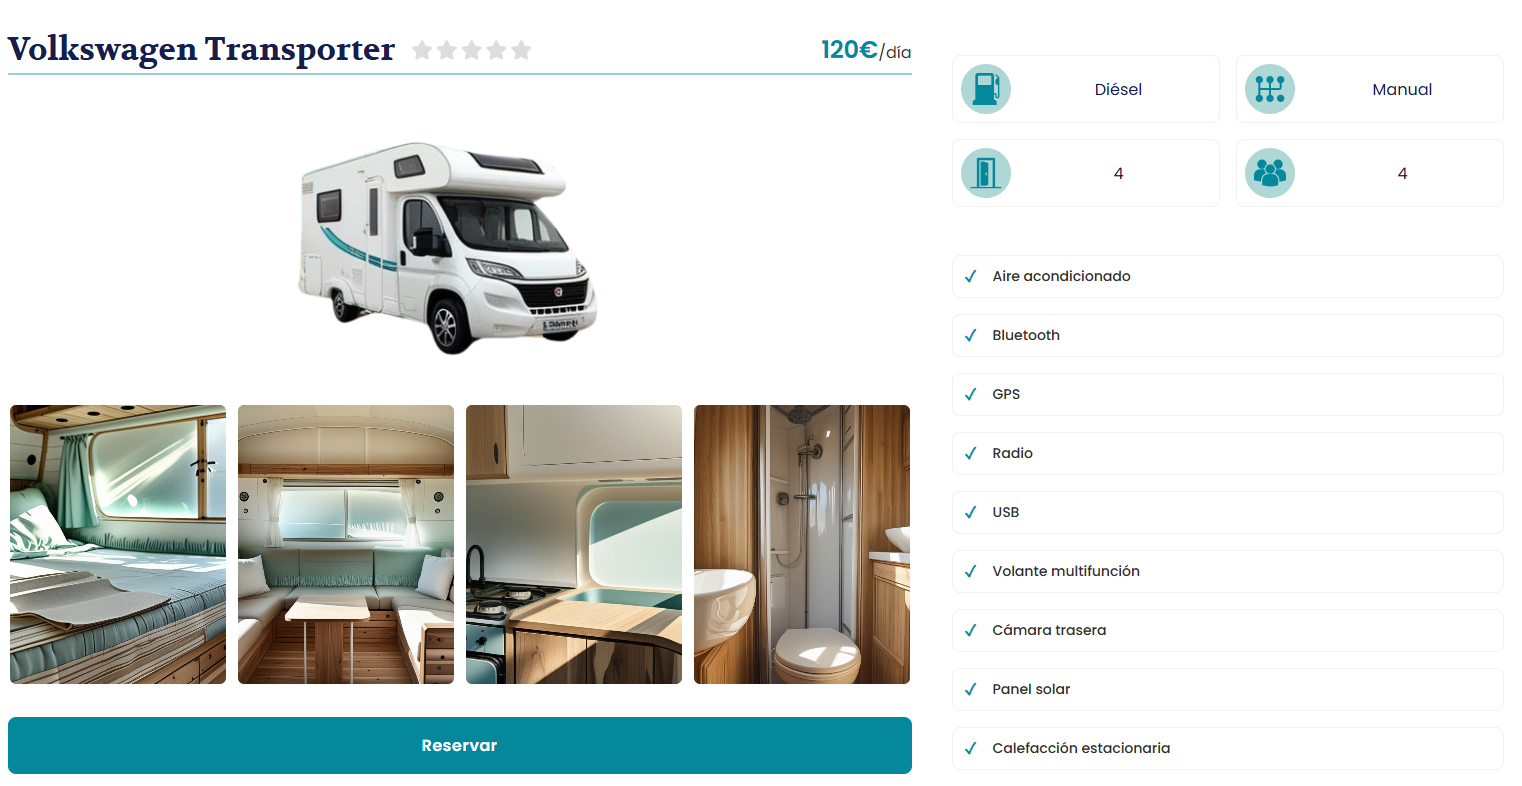 Volkswagen Transporter
120€/día
Reservar
Diésel
Manual
4
4
Aire acondicionado
Bluetooth
GPS
Radio
USB
Volante multifunción
Cámara trasera
Panel solar
Calefacción estacionaria